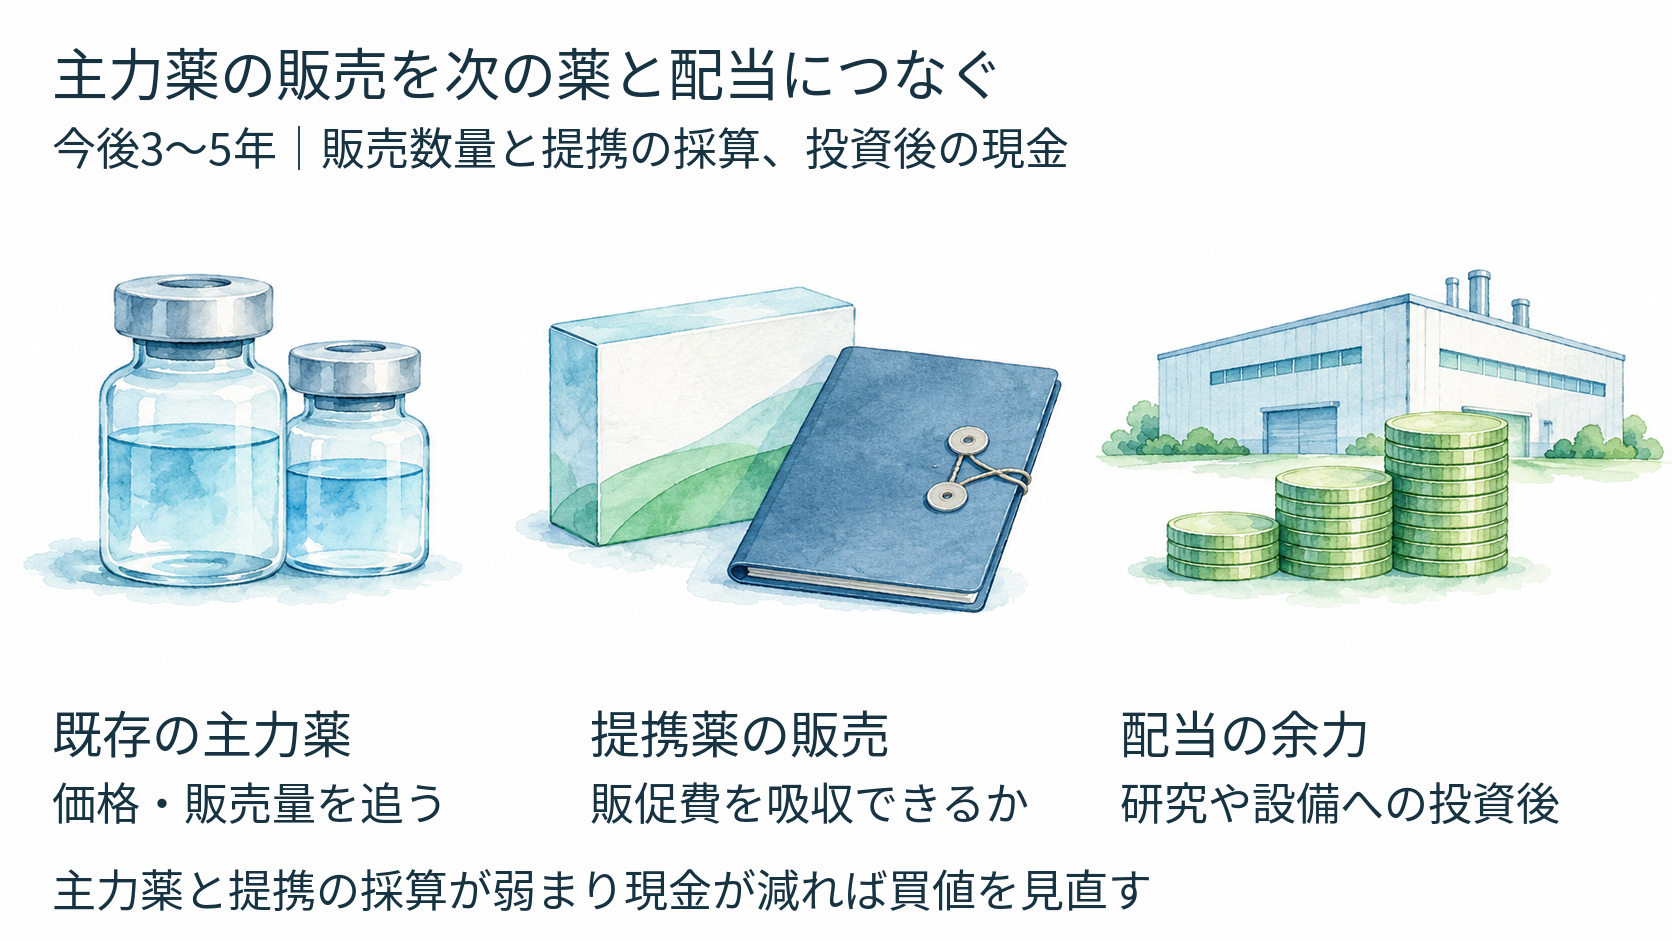 主力薬の販売を次の薬と配当につなぐ
今後3〜5年｜販売数量と提携の採算、投資後の現金
既存の主力薬
価格・販売量を追う
提携薬の販売
販促費を吸収できるか
配当の余力
研究や設備への投資後
主力薬と提携の採算が弱まり現金が減れば買値を見直す